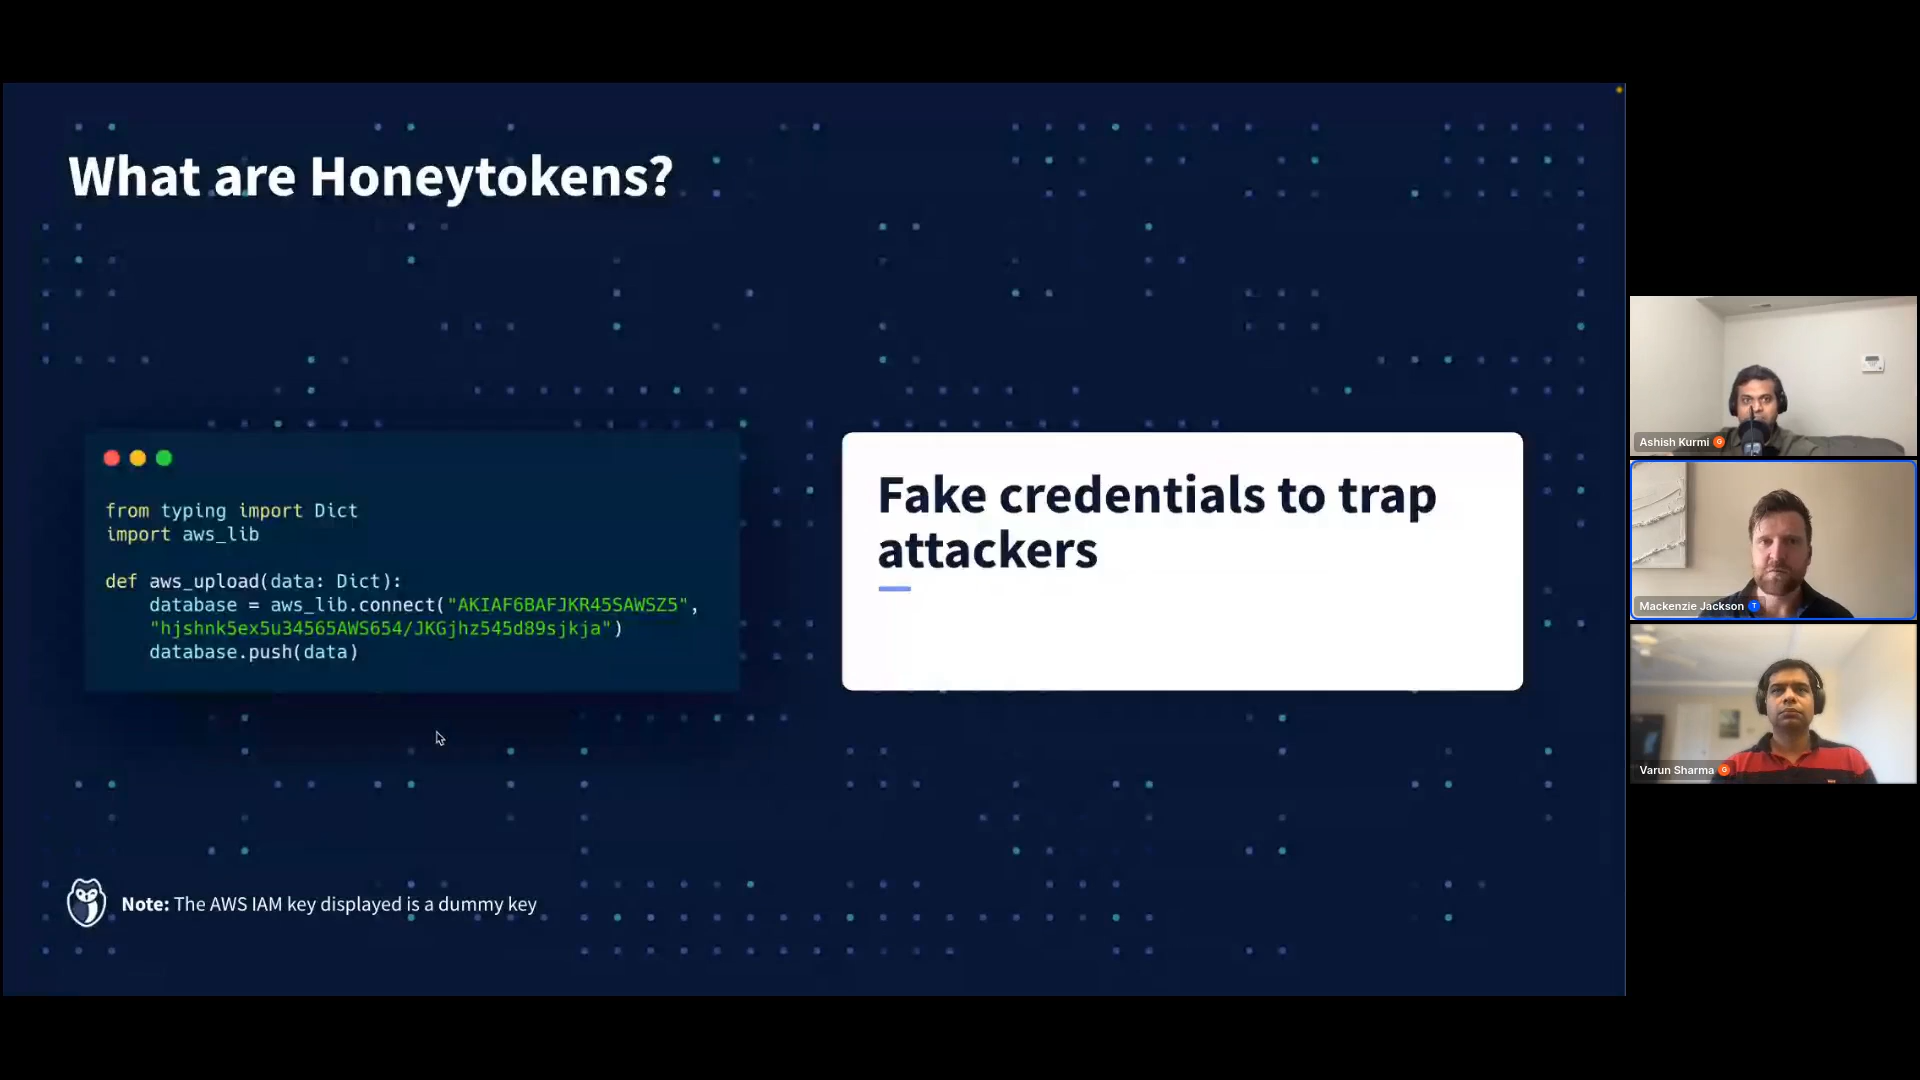 What are Honeytokens?
from typing import Dict
import aws_lib
def aws_upload(data: Dict):
database = aws_lib.connect("AKIAF6BAFJKR45SAWSZ5",
"hjshnk5ex5u34565AWS654/JKGjhz545d89sjkja")
database.push(data)
Fake credentials to trap
attackers
Note: The AWS IAM key displayed is a dummy key
Ashish Kurmi G
Mackenzie Jackson T
Varun Sharma G